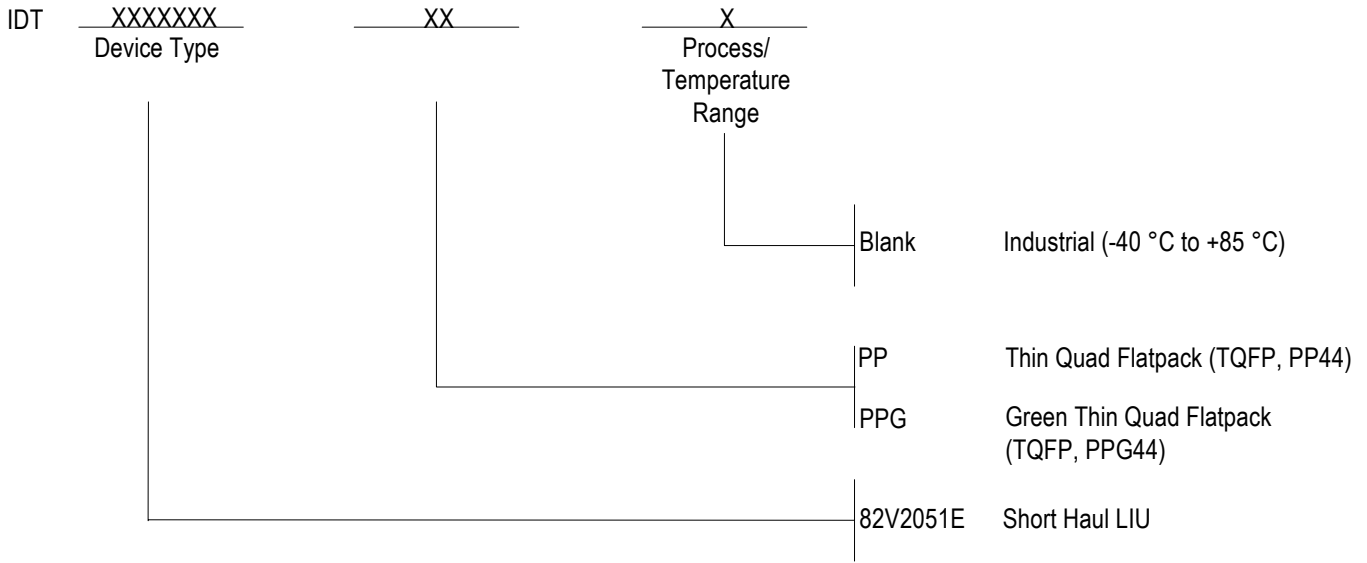 IDT XXXXXXX XX X
Device Type
Process/
Temperature
Range
Blank Industrial (-40 °C to +85 °C)
PP Thin Quad Flatpack (TQFP, PP44)
PPG Green Thin Quad Flatpack
(TQFP, PPG44)
82V2051E Short Haul LIU